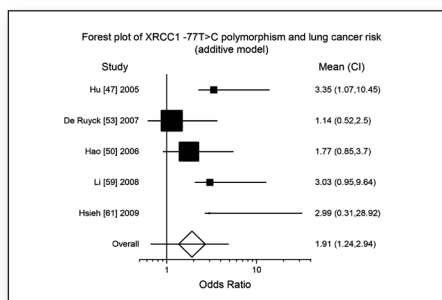 Forest plot of XRCC1 -77T>C polymorphism and lung cancer risk
(additive model)
Study Mean (CI)
Hu [47] 2005 3.35 (1.07,10.45)
De Ruyck [53] 2007 1.14 (0.52,2.5)
Hao [50] 2006 1.77 (0.85,3.7)
Li [59] 2008 3.03 (0.95,9.64)
Hsieh [61] 2009 2.99 (0.31,28.92)
Overall 1.91 (1.24,2.94)
1 10
Odds Ratio